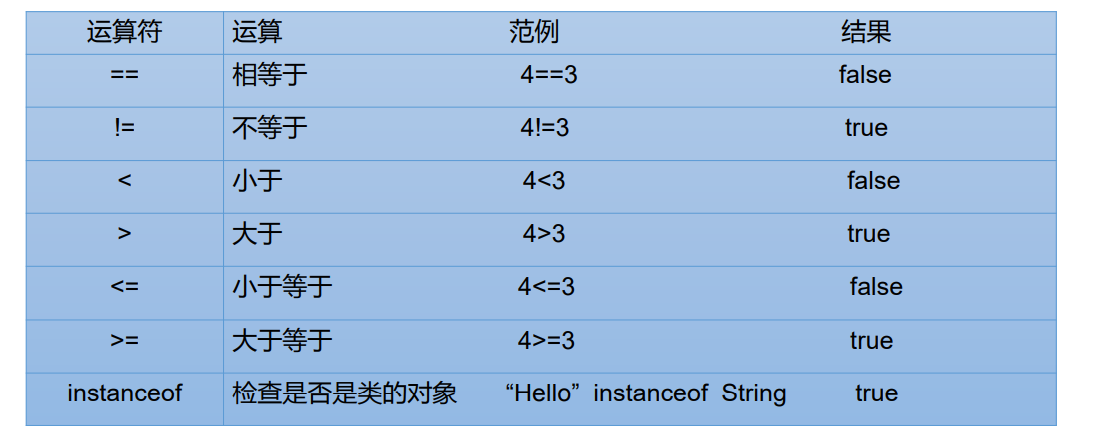 运算符 运算 范例 结果
== 相等于 4==3 false
!= 不等于 4!=3 true
< 小于 4<3 false
> 大于 4>3 true
<= 小于等于 4<=3 false
>= 大于等于 4>=3 true
instanceof 检查是否是类的对象 “Hello” instanceof String true